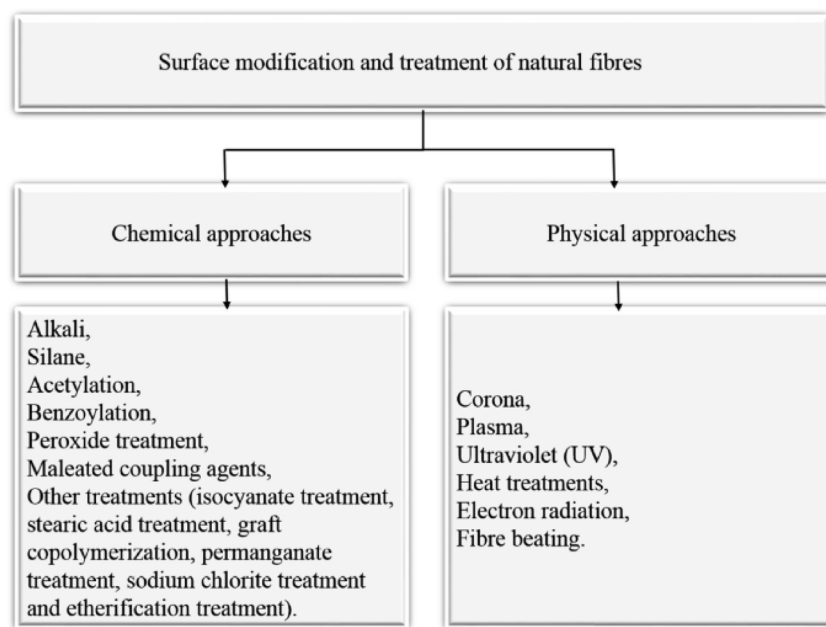 Surface modification and treatment of natural fibres
Chemical approaches
Physical approaches
Alkali,
Silane,
Acetylation,
Benzoylation,
Peroxide treatment,
Maleated coupling agents,
Other treatments (isocyanate treatment,
stearic acid treatment, graft
copolymerization, permanganate
treatment, sodium chlorite treatment
and etherification treatment).
Corona,
Plasma,
Ultraviolet (UV),
Heat treatments,
Electron radiation,
Fibre beating.